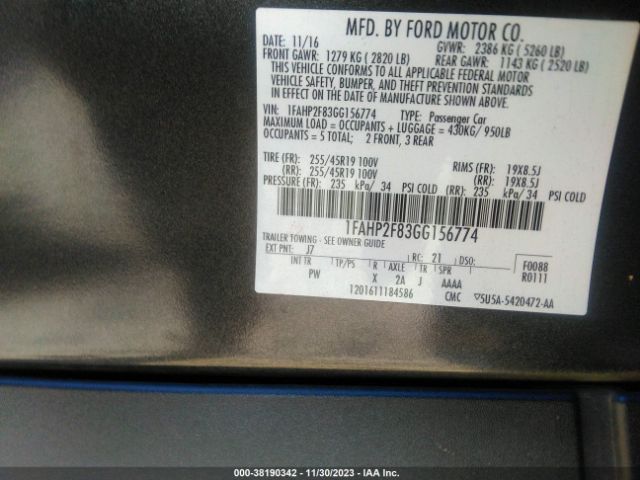 MFD. BY FORD MOTOR CO.
DATE: 11/16 GVWR: 2386 KG ( 5260 LB)
FRONT GAWR: 1279 KG ( 2820 LB) REAR GAWR: 1143 KG ( 2520 LB)
THIS VEHICLE CONFORMS TO ALL APPLICABLE FEDERAL MOTOR
VEHICLE SAFETY, BUMPER, AND THEFT PREVENTION STANDARDS
IN EFFECT ON THE DATE OF MANUFACTURE SHOWN ABOVE.
VIN: 1FAHP2F83GG156774 TYPE: Passenger Car
MAXIMUM LOAD = OCCUPANTS + LUGGAGE = 430KG/ 950LB
OCCUPANTS = 5 TOTAL; 2 FRONT, 3 REAR
TIRE (FR): 255/45R19 100V RIMS (FR): 19X8.5J
(RR): 255/45R19 100V (RR): 19X8.5J
PRESSURE (FR): 235 kPa/ 34 PSI COLD (RR): 235 kPa/ 34 PSI COLD
1FAHP2F83GG156774
TRAILER TOWING - SEE OWNER GUIDE
EXT PNT: J7 RC: 21 DSO: F0088
INT TR TP/PS R AXLE TR SPR R0111
PW X 2A J AAAA
1201611184586 CMC 5U5A-5420472-AA
000-38190342 - 11/30/2023 - IAA Inc.